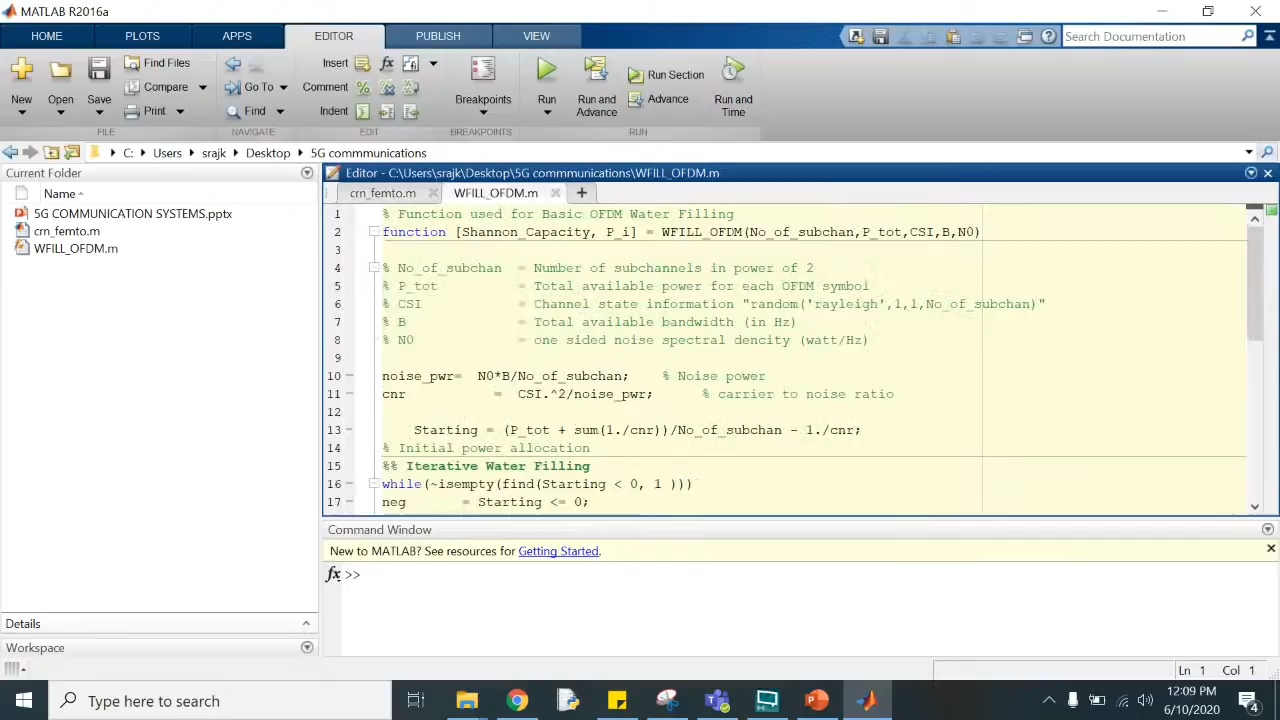 MATLAB R2016a
HOME PLOTS APPS EDITOR PUBLISH VIEW Search Documentation
Find Files Insert fx Run Section
Compare Go To Comment
New Open Save Print Find Indent Breakpoints Run Run and Advance Advance Run and Time
FILE NAVIGATE EDIT BREAKPOINTS RUN
C: Users srajk Desktop 5G commmunications
Current Folder Editor - C:\Users\srajk\Desktop\5G commmunications\WFILL_OFDM.m
Name crn_femto.m WFILL_OFDM.m
5G COMMUNICATION SYSTEMS.pptx
crn_femto.m
WFILL_OFDM.m
1 % Function used for Basic OFDM Water Filling
2 function [Shannon_Capacity, P_i] = WFILL_OFDM(No_of_subchan,P_tot,CSI,B,N0)
3
4 % No_of_subchan = Number of subchannels in power of 2
5 % P_tot = Total available power for each OFDM symbol
6 % CSI = Channel state information "random('rayleigh',1,1,No_of_subchan)"
7 % B = Total available bandwidth (in Hz)
8 % N0 = one sided noise spectral dencity (watt/Hz)
9
10 noise_pwr= N0*B/No_of_subchan; % Noise power
11 cnr = CSI.^2/noise_pwr; % carrier to noise ratio
12
13 Starting = (P_tot + sum(1./cnr))/No_of_subchan - 1./cnr;
14 % Initial power allocation
15 %% Iterative Water Filling
16 while(~isempty(find(Starting < 0, 1 )))
17 neg = Starting <= 0;
Command Window
New to MATLAB? See resources for Getting Started.
fx >>
Details
Workspace
Ln 1 Col 1
Type here to search
12:09 PM
6/10/2020
4